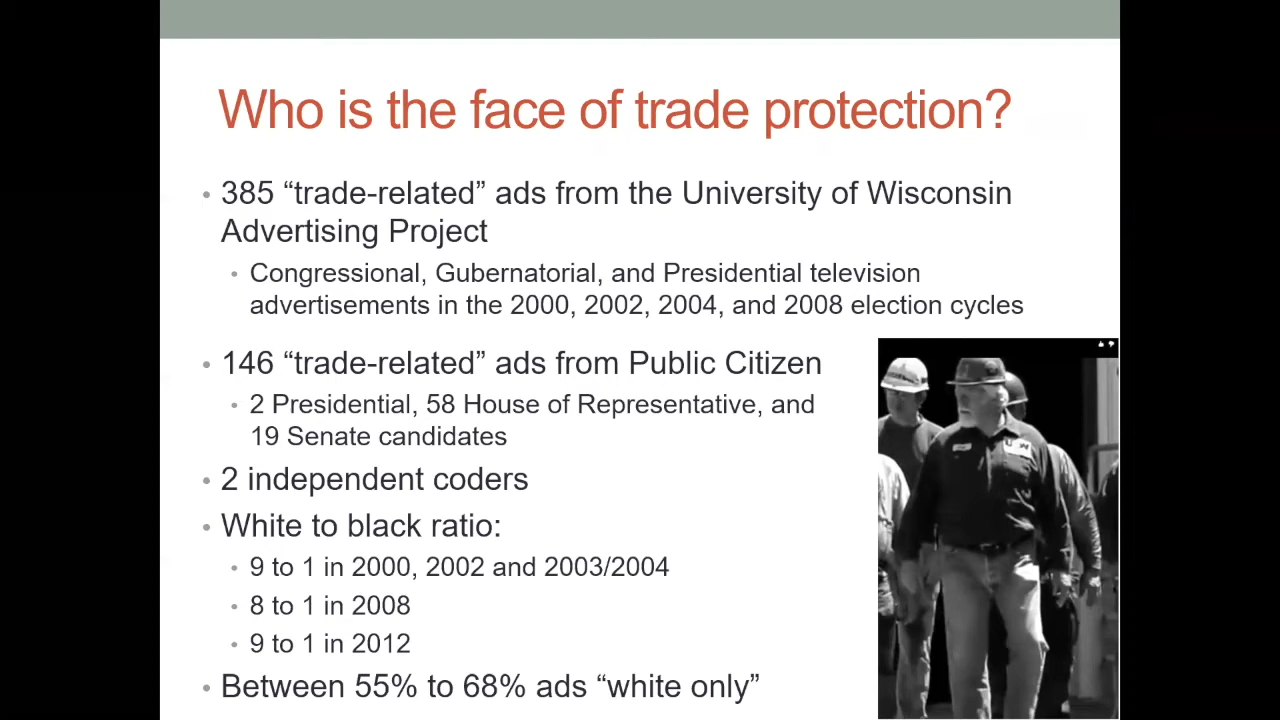 Who is the face of trade protection?
• 385 “trade-related” ads from the University of Wisconsin
Advertising Project
• Congressional, Gubernatorial, and Presidential television
advertisements in the 2000, 2002, 2004, and 2008 election cycles
• 146 “trade-related” ads from Public Citizen
• 2 Presidential, 58 House of Representative, and
19 Senate candidates
• 2 independent coders
• White to black ratio:
• 9 to 1 in 2000, 2002 and 2003/2004
• 8 to 1 in 2008
• 9 to 1 in 2012
• Between 55% to 68% ads “white only”